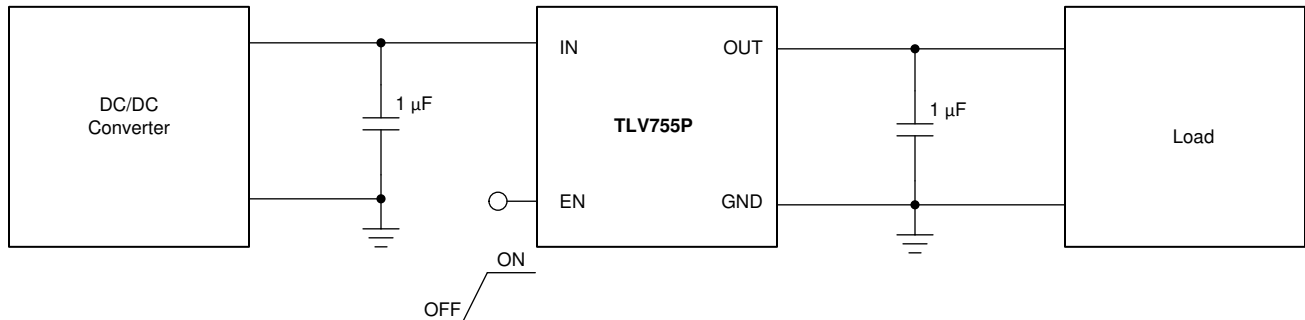 DC/DC
Converter
1 µF
IN
OUT
TLV755P
EN
GND
1 µF
Load
ON
OFF